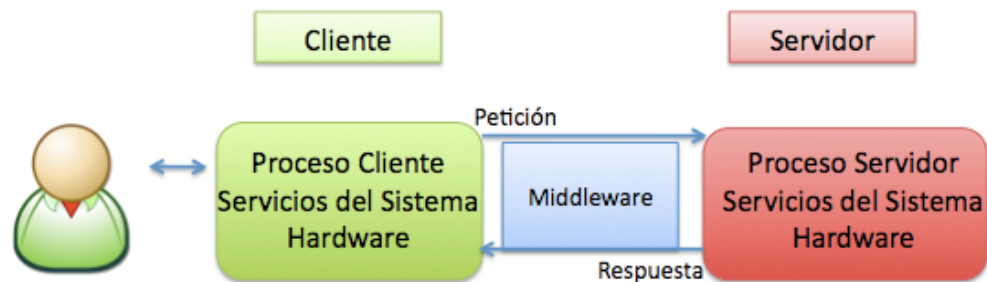 Cliente
Servidor
Petición
Proceso Cliente
Servicios del Sistema
Hardware
Middleware
Proceso Servidor
Servicios del Sistema
Hardware
Respuesta